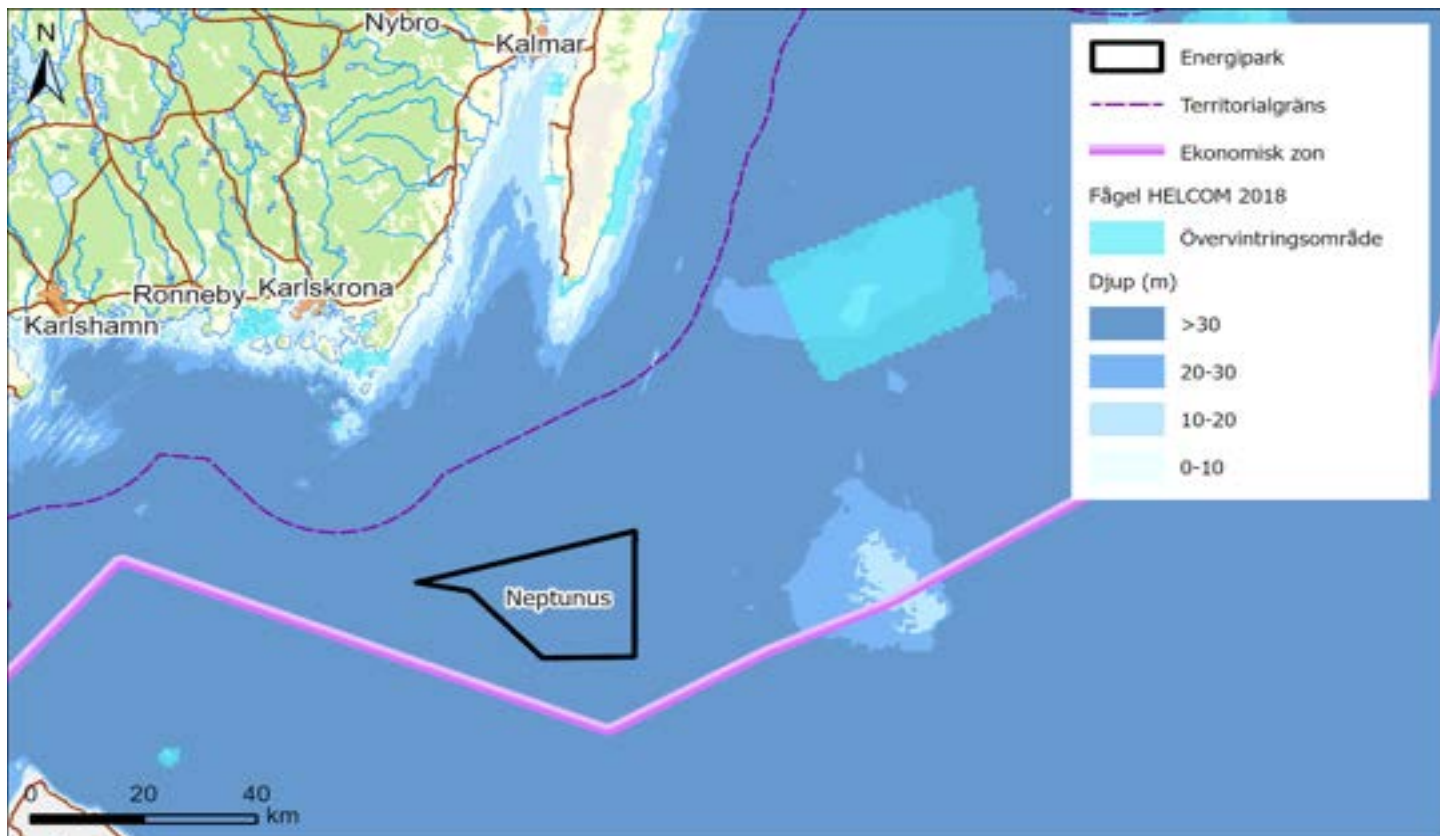 N
Nybro
Kalmar
Ronneby
Karlskrona
Karlshamn
Neptunus
0 20 40
km
Energipark
Territorialgräns
Ekonomisk zon
Fågel HELCOM 2018
Övervintringsområde
Djup (m)
>30
20-30
10-20
0-10